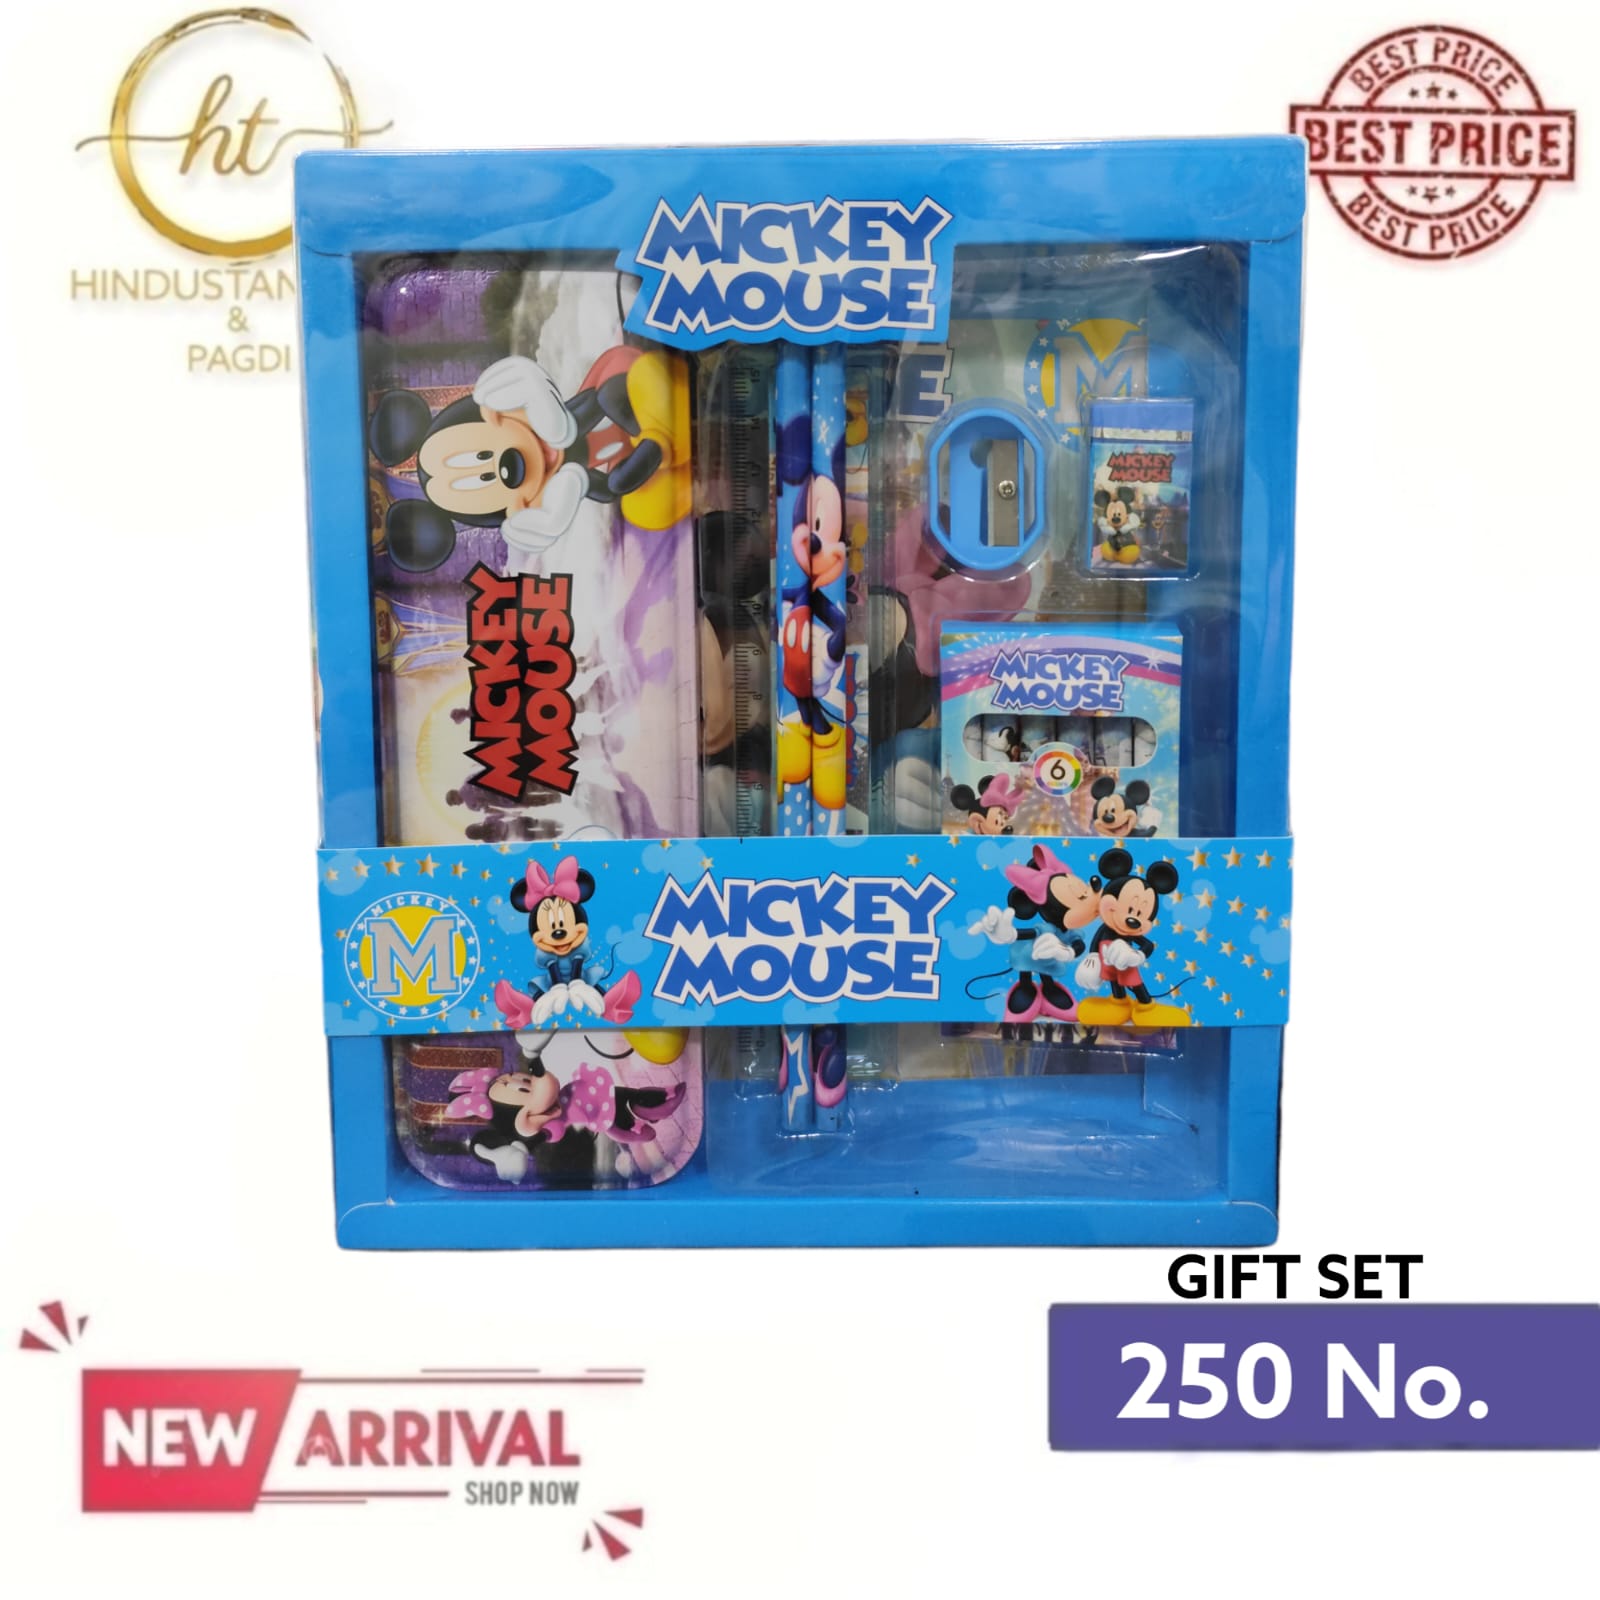 ht
HINDUSTAN
&
PAGDI
BEST PRICE
BEST PRICE
BEST PRICE
MICKEY
MOUSE
E
M
MICKEY
MOUSE
MICKEY
MOUSE
MICKEY
MOUSE
6
MICKEY
M
MICKEY
MOUSE
GIFT SET
250 No.
NEW ARRIVAL
SHOP NOW